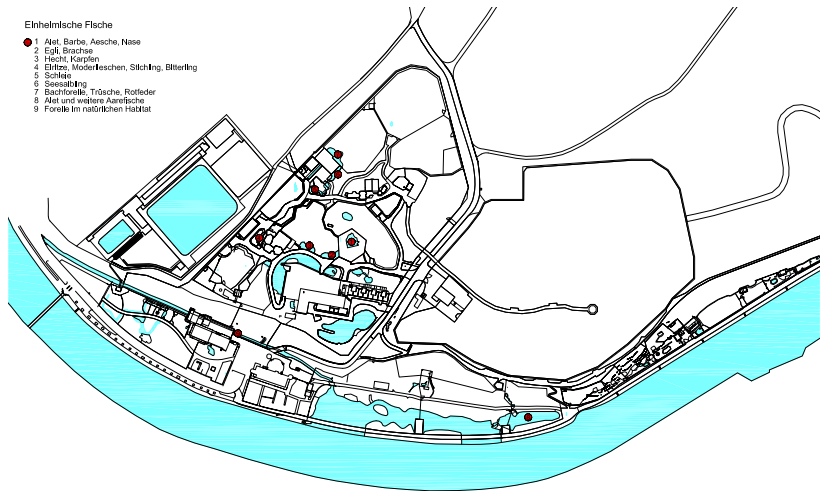 Einheimische Fische
1 Alet, Barbe, Aesche, Nase
2 Egli, Brachse
3 Hecht, Karpfen
4 Elritze, Moderlieschen, Stichling, Bitterling
5 Schleie
6 Seesaibling
7 Bachforelle, Trüsche, Rotfeder
8 Alet und weitere Aarefische
9 Forelle im natürlichen Habitat